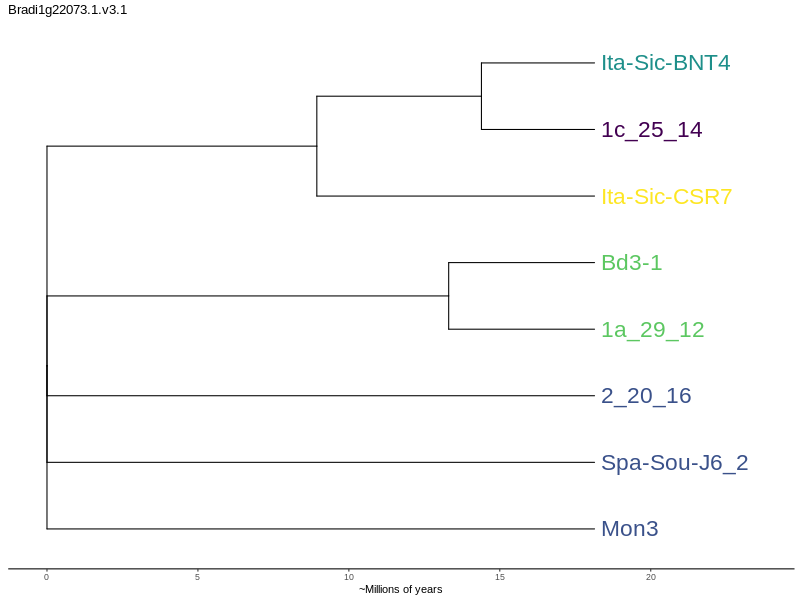 Bradi1g22073.1.v3.1
Ita-Sic-BNT4
1c_25_14
Ita-Sic-CSR7
Bd3-1
1a_29_12
2_20_16
Spa-Sou-J6_2
Mon3
0 5 10 15 20
~Millions of years